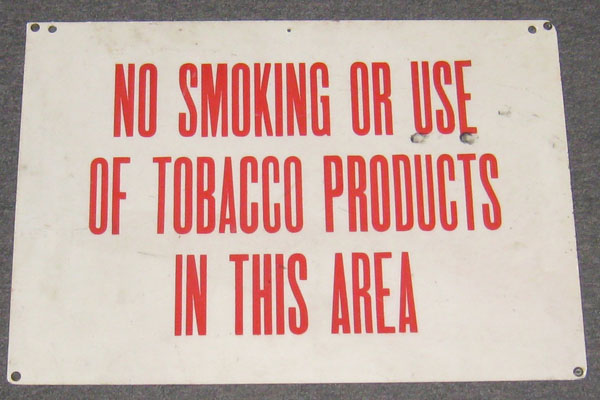 NO SMOKING OR USE
OF TOBACCO PRODUCTS
IN THIS AREA